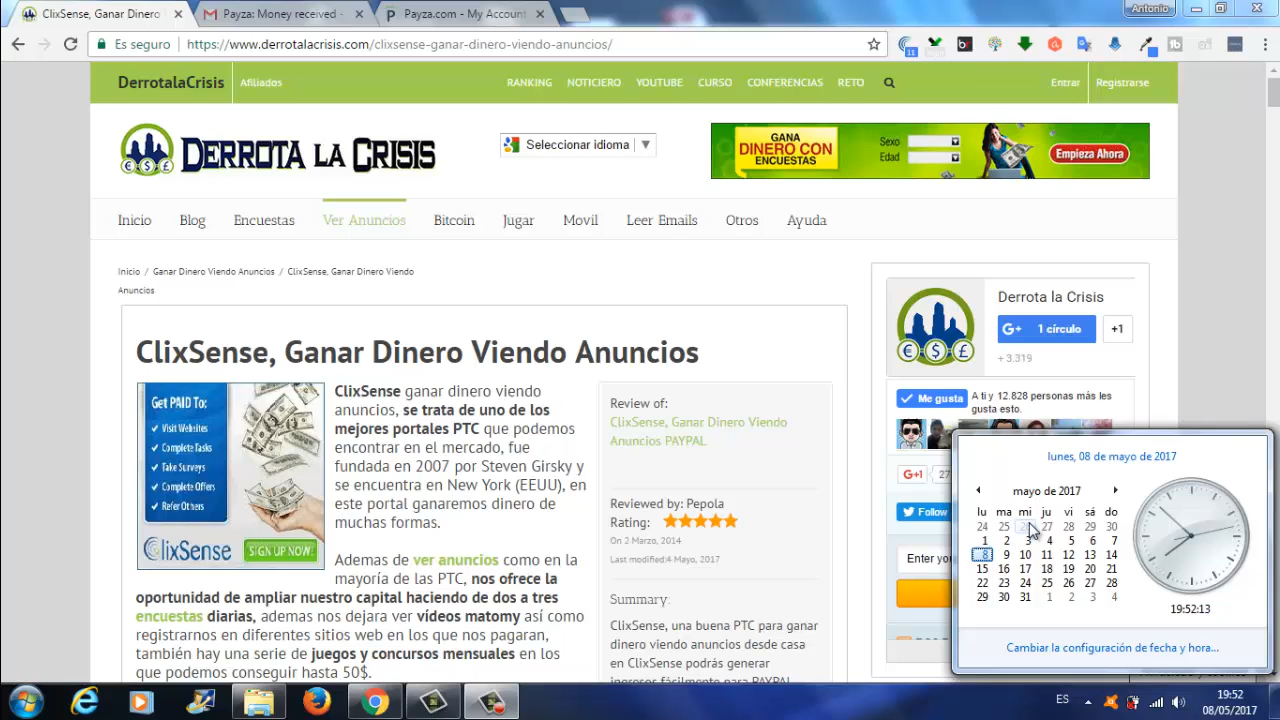 ClixSense, Ganar Dinero
Payza: Money received -
Payza.com - My Account
Antonio
Es seguro
https://www.derrotalacrisis.com/clixsense-ganar-dinero-viendo-anuncios/
11
DerrotalaCrisis
Afiliados
RANKING NOTICIERO YOUTUBE CURSO CONFERENCIAS RETO
Entrar
Registrarse
DERROTA LA CRISIS
Seleccionar idioma
GANA
DINERO CON
ENCUESTAS
Sexo
Edad
Empieza Ahora
Inicio Blog Encuestas Ver Anuncios Bitcoin Jugar Movil Leer Emails Otros Ayuda
Inicio / Ganar Dinero Viendo Anuncios / ClixSense, Ganar Dinero Viendo
Anuncios
ClixSense, Ganar Dinero Viendo Anuncios
Get PAID To:
Visit Websites
Complete Tasks
Take Surveys
Complete Offers
Refer Others
ClixSense
SIGN UP NOW!
ClixSense ganar dinero viendo
anuncios, se trata de uno de los
mejores portales PTC que podemos
encontrar en el mercado, fue
fundada en 2007 por Steven Girsky y
se encuentra en New York (EEUU), en
este portal ganaremos dinero de
muchas formas.
Ademas de ver anuncios como en la
mayoría de las PTC, nos ofrece la
oportunidad de ampliar nuestro capital haciendo de dos a tres
encuestas diarias, ademas nos dejara ver vídeos matomy así como
registrarnos en diferentes sitios web en los que nos pagaran,
también hay una serie de juegos y concursos mensuales en los
que podemos conseguir hasta 50$.
Review of:
ClixSense, Ganar Dinero Viendo
Anuncios PAYPAL
Reviewed by: Pepola
Rating:
On 2 Marzo, 2014
Last modified:4 Mayo, 2017
Summary:
ClixSense, una buena PTC para ganar
dinero viendo anuncios desde casa
en ClixSense podrás generar
ingresos fácilmente para PAYPAL
Derrota la Crisis
G+ 1 círculo
+1
+ 3.319
Me gusta
A ti y 12.828 personas más les
gusta esto.
G+1
27
Follow
Enter you
lunes, 08 de mayo de 2017
mayo de 2017
lu ma mi ju vi sá do
24 25 26 27 28 29 30
1 2 3 4 5 6 7
8 9 10 11 12 13 14
15 16 17 18 19 20 21
22 23 24 25 26 27 28
29 30 31 1 2 3 4
19:52:13
Cambiar la configuración de fecha y hora...
ES
19:52
08/05/2017